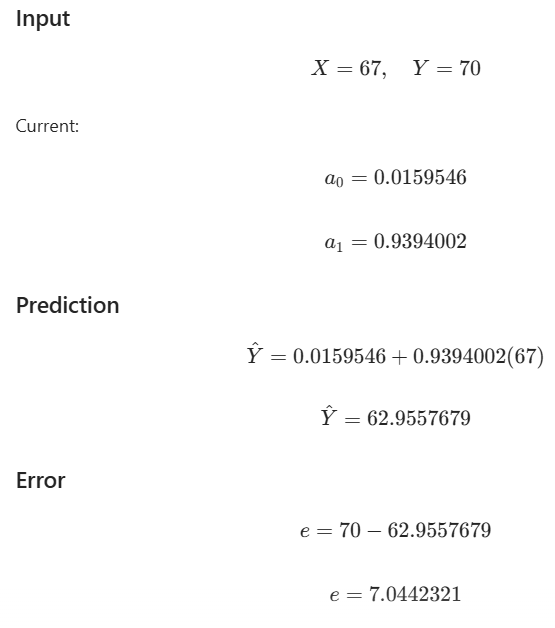 Input
X = 67, Y = 70
Current:
a₀ = 0.0159546
a₁ = 0.9394002
Prediction
Ŷ = 0.0159546 + 0.9394002(67)
Ŷ = 62.9557679
Error
e = 70 − 62.9557679
e = 7.0442321